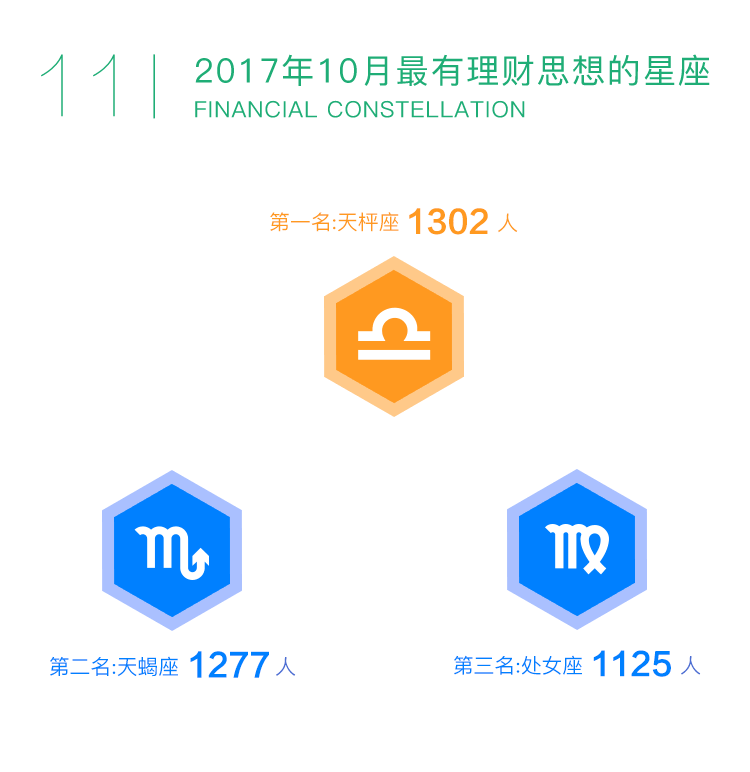 11
2017年10月最有理财思想的星座
FINANCIAL CONSTELLATION
第一名:天枰座 1302 人
第二名:天蝎座 1277 人
第三名:处女座 1125 人